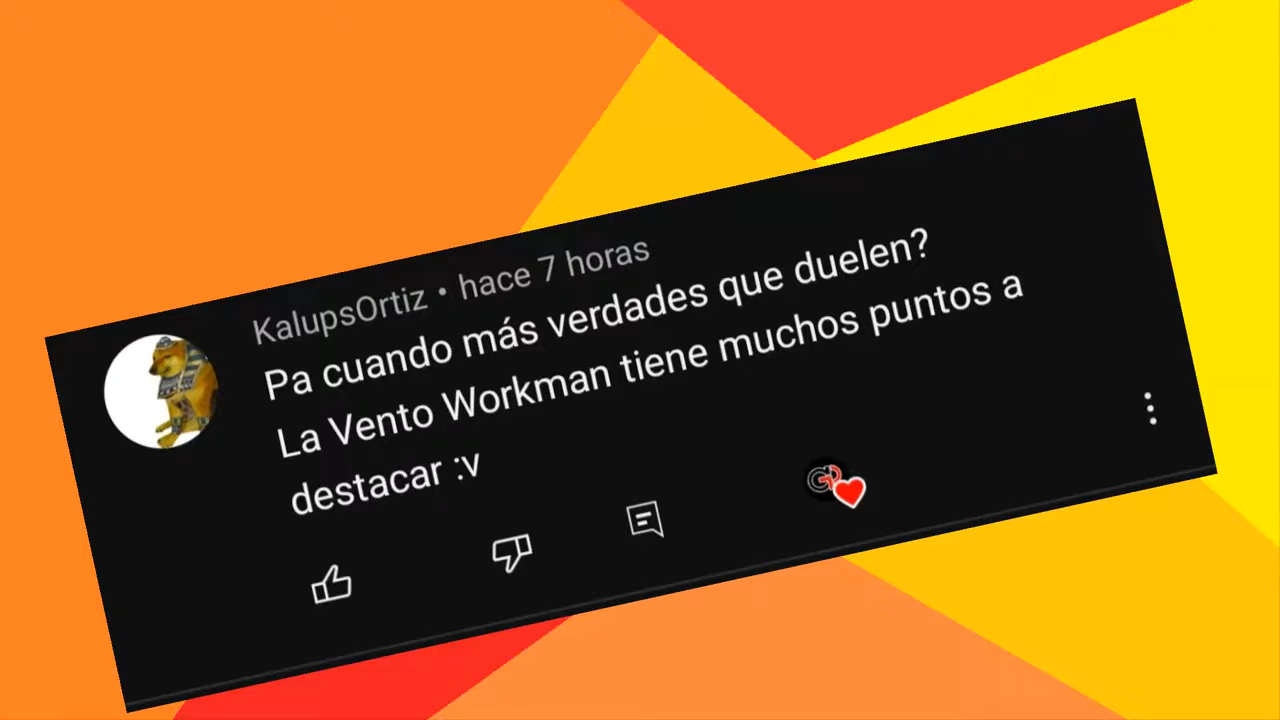 KalupsOrtiz • hace 7 horas
Pa cuando más verdades que duelen?
La Vento Workman tiene muchos puntos a
destacar :v